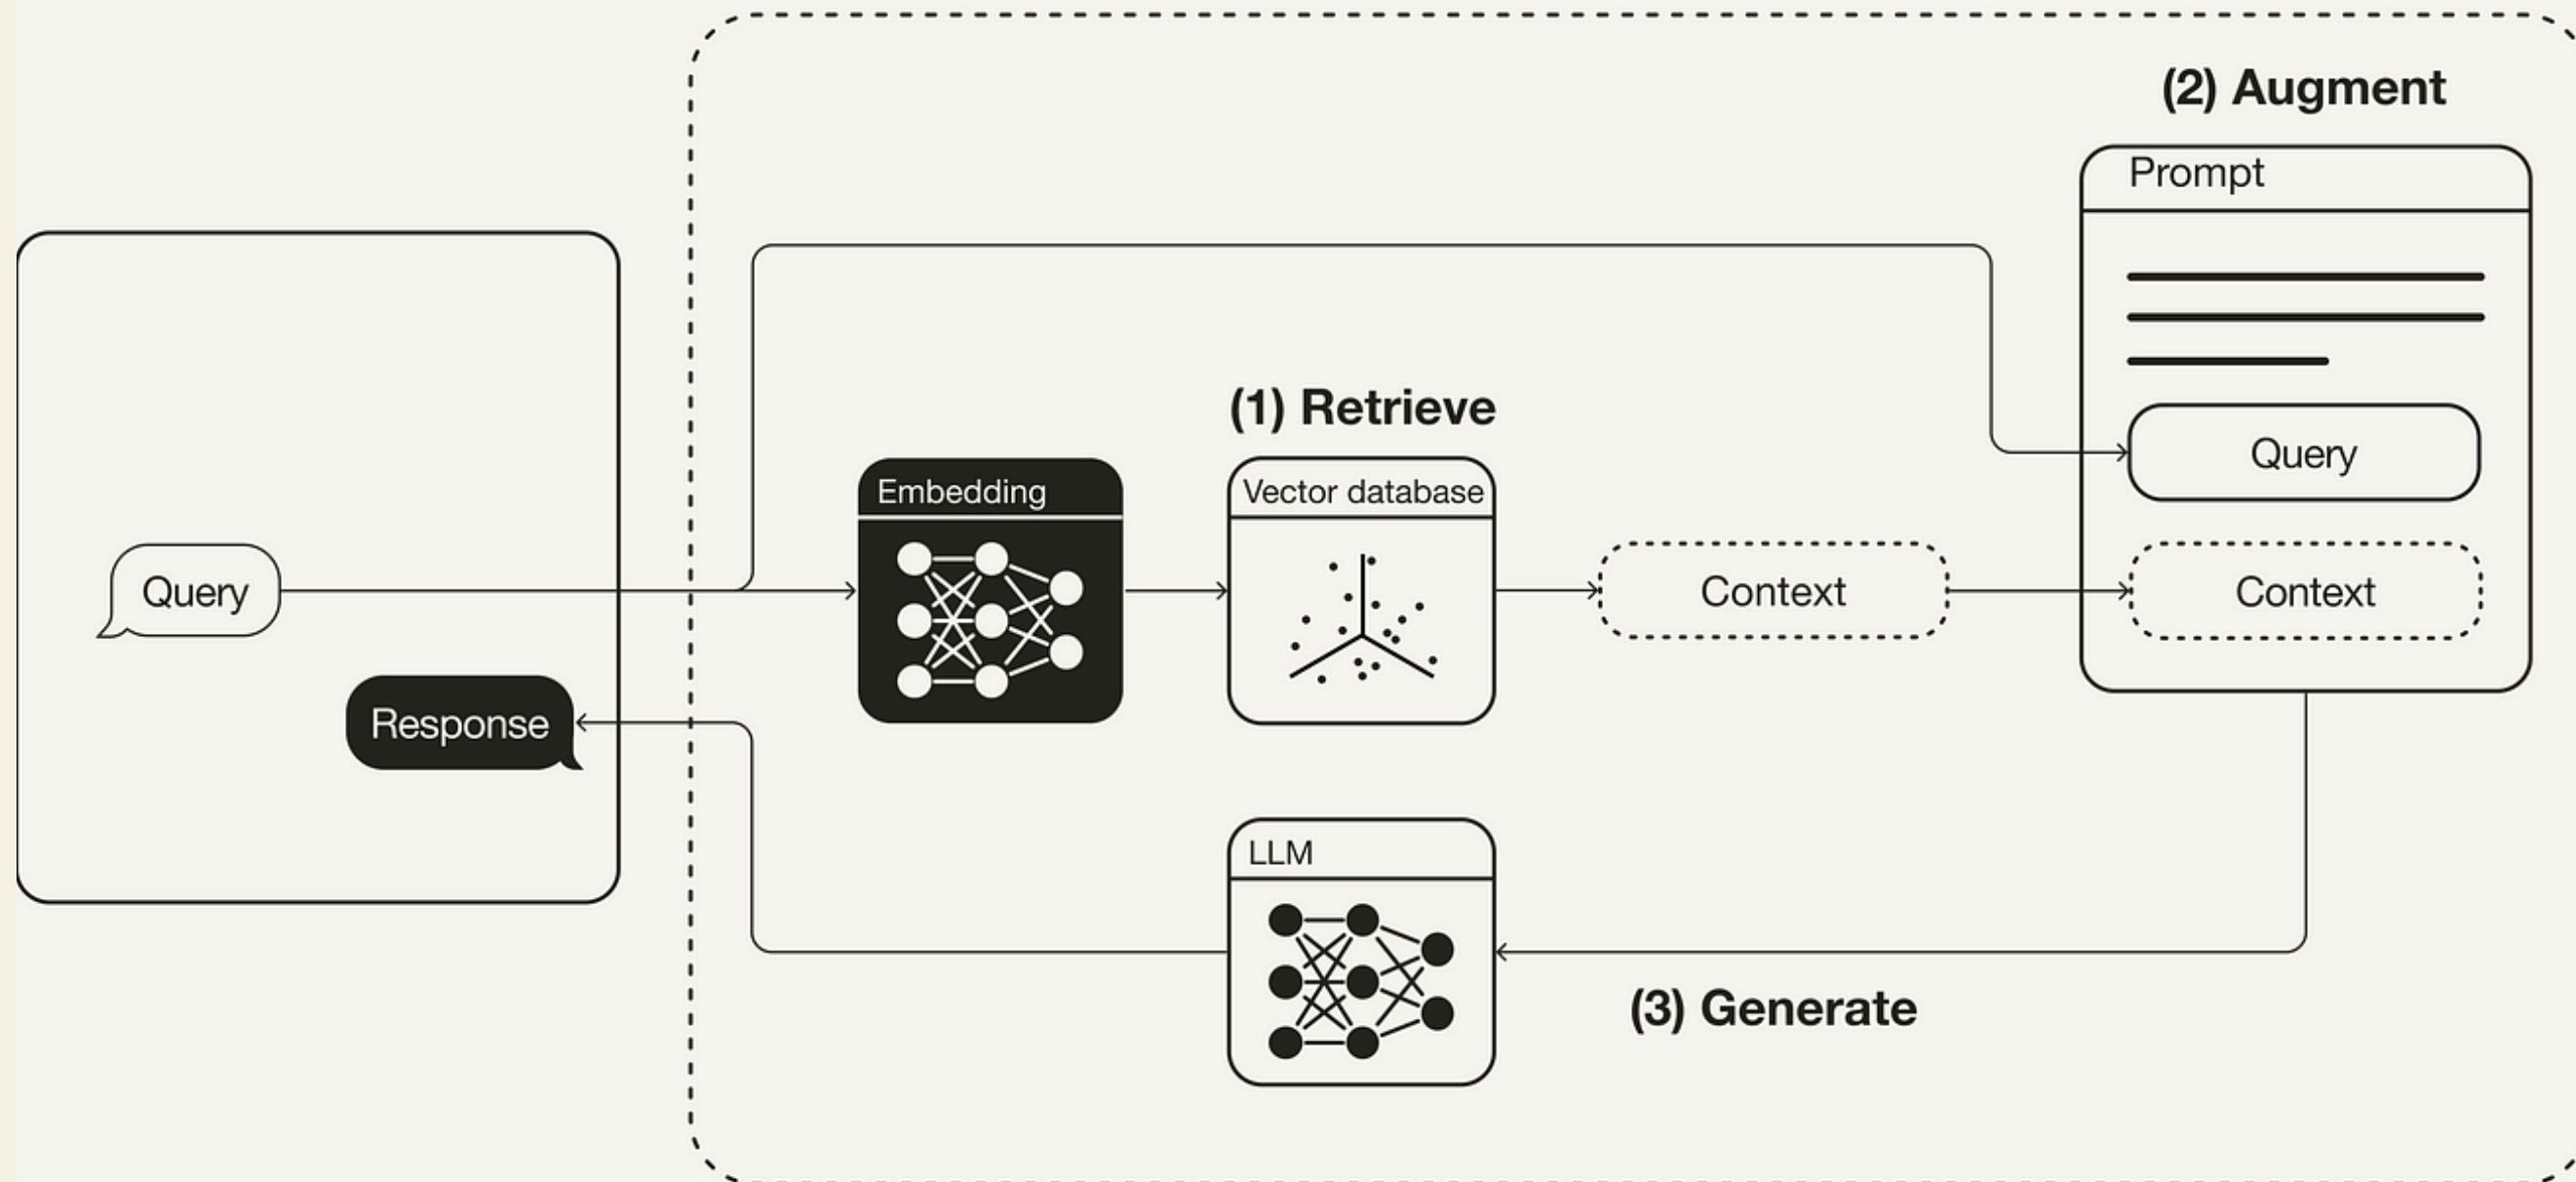 (2) Augment
Prompt
(1) Retrieve
Query
Embedding
Vector database
Query
Context
Context
Response
LLM
(3) Generate